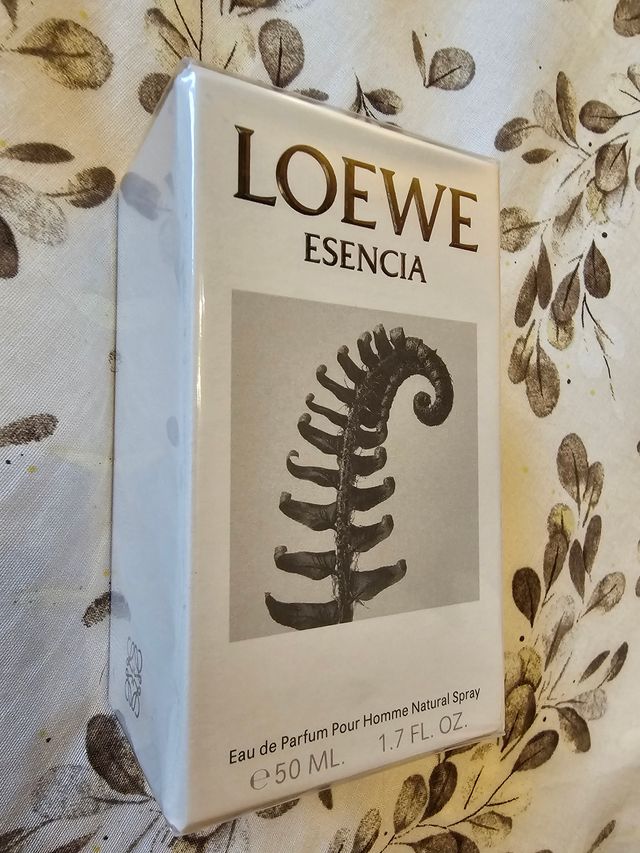 LOEWE
ESENCIA
Eau de Parfum Pour Homme Natural Spray
℮ 50 ML. 1.7 FL. OZ.